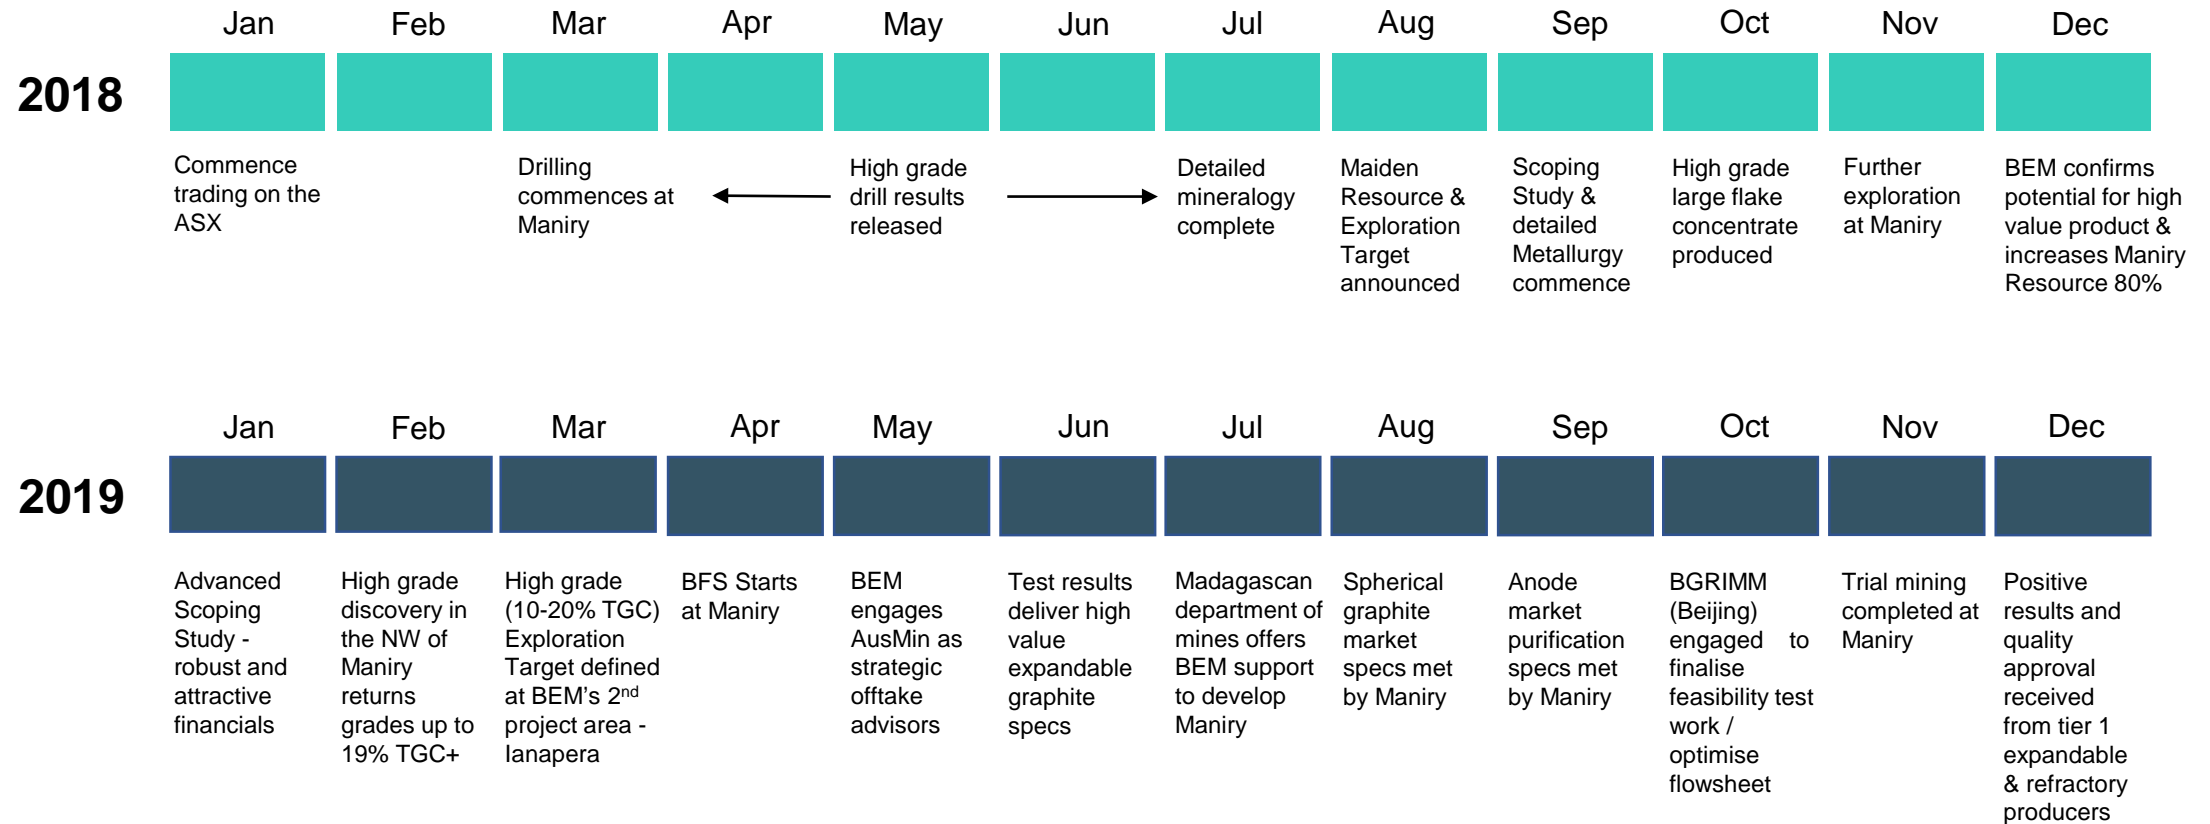 Jan Feb Mar Apr May Jun Jul Aug Sep Oct Nov Dec
2018
Commence
trading on the
ASX
Drilling
commences at
Maniry
High grade
drill results
released
Detailed
mineralogy
complete
Maiden
Resource &
Exploration
Target
announced
Scoping
Study &
detailed
Metallurgy
commence
High grade
large flake
concentrate
produced
Further
exploration
at Maniry
BEM confirms
potential for high
value product &
increases Maniry
Resource 80%
Jan Feb Mar Apr May Jun Jul Aug Sep Oct Nov Dec
2019
Advanced
Scoping
Study -
robust and
attractive
financials
High grade
discovery in
the NW of
Maniry
returns
grades up to
19% TGC+
High grade
(10-20% TGC)
Exploration
Target defined
at BEM's 2nd
project area -
Ianapera
BFS Starts
at Maniry
BEM
engages
AusMin as
strategic
offtake
advisors
Test results
deliver high
value
expandable
graphite
specs
Madagascan
department of
mines offers
BEM support
to develop
Maniry
Spherical
graphite
market
specs met
by Maniry
Anode
market
purification
specs met
by Maniry
BGRIMM
(Beijing)
engaged to
finalise
feasibility test
work /
optimise
flowsheet
Trial mining
completed at
Maniry
Positive
results and
quality
approval
received
from tier 1
expandable
& refractory
producers